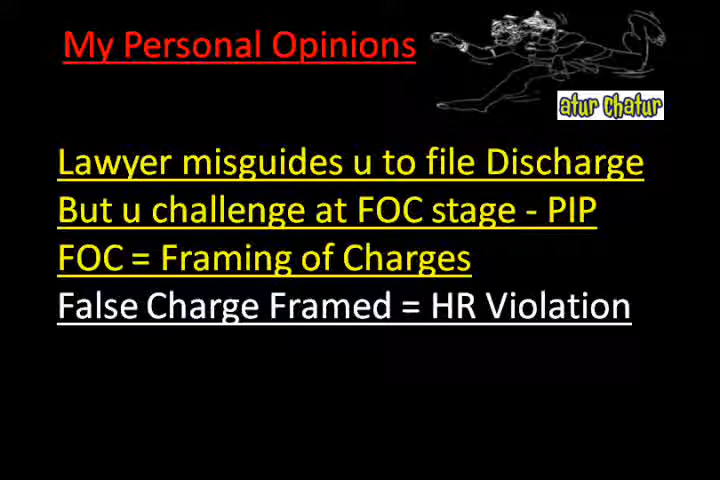 My Personal Opinions
atur chatur
Lawyer misguides u to file Discharge
But u challenge at FOC stage - PIP
FOC = Framing of Charges
False Charge Framed = HR Violation